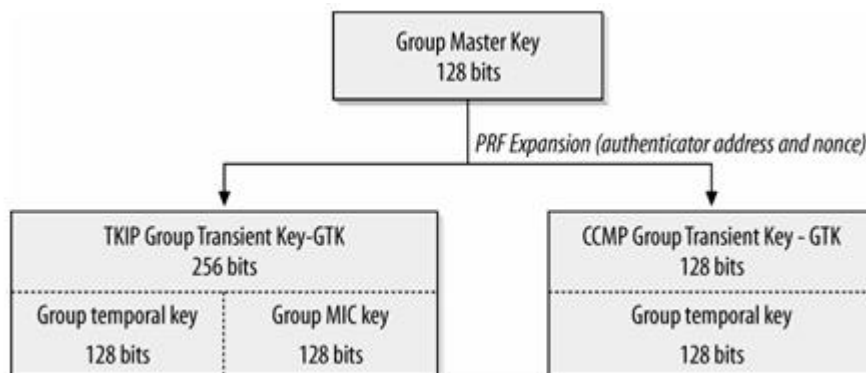 Group Master Key
128 bits
PRF Expansion (authenticator address and nonce)
TKIP Group Transient Key-GTK
256 bits
Group temporal key
128 bits
Group MIC key
128 bits
CCMP Group Transient Key - GTK
128 bits
Group temporal key
128 bits